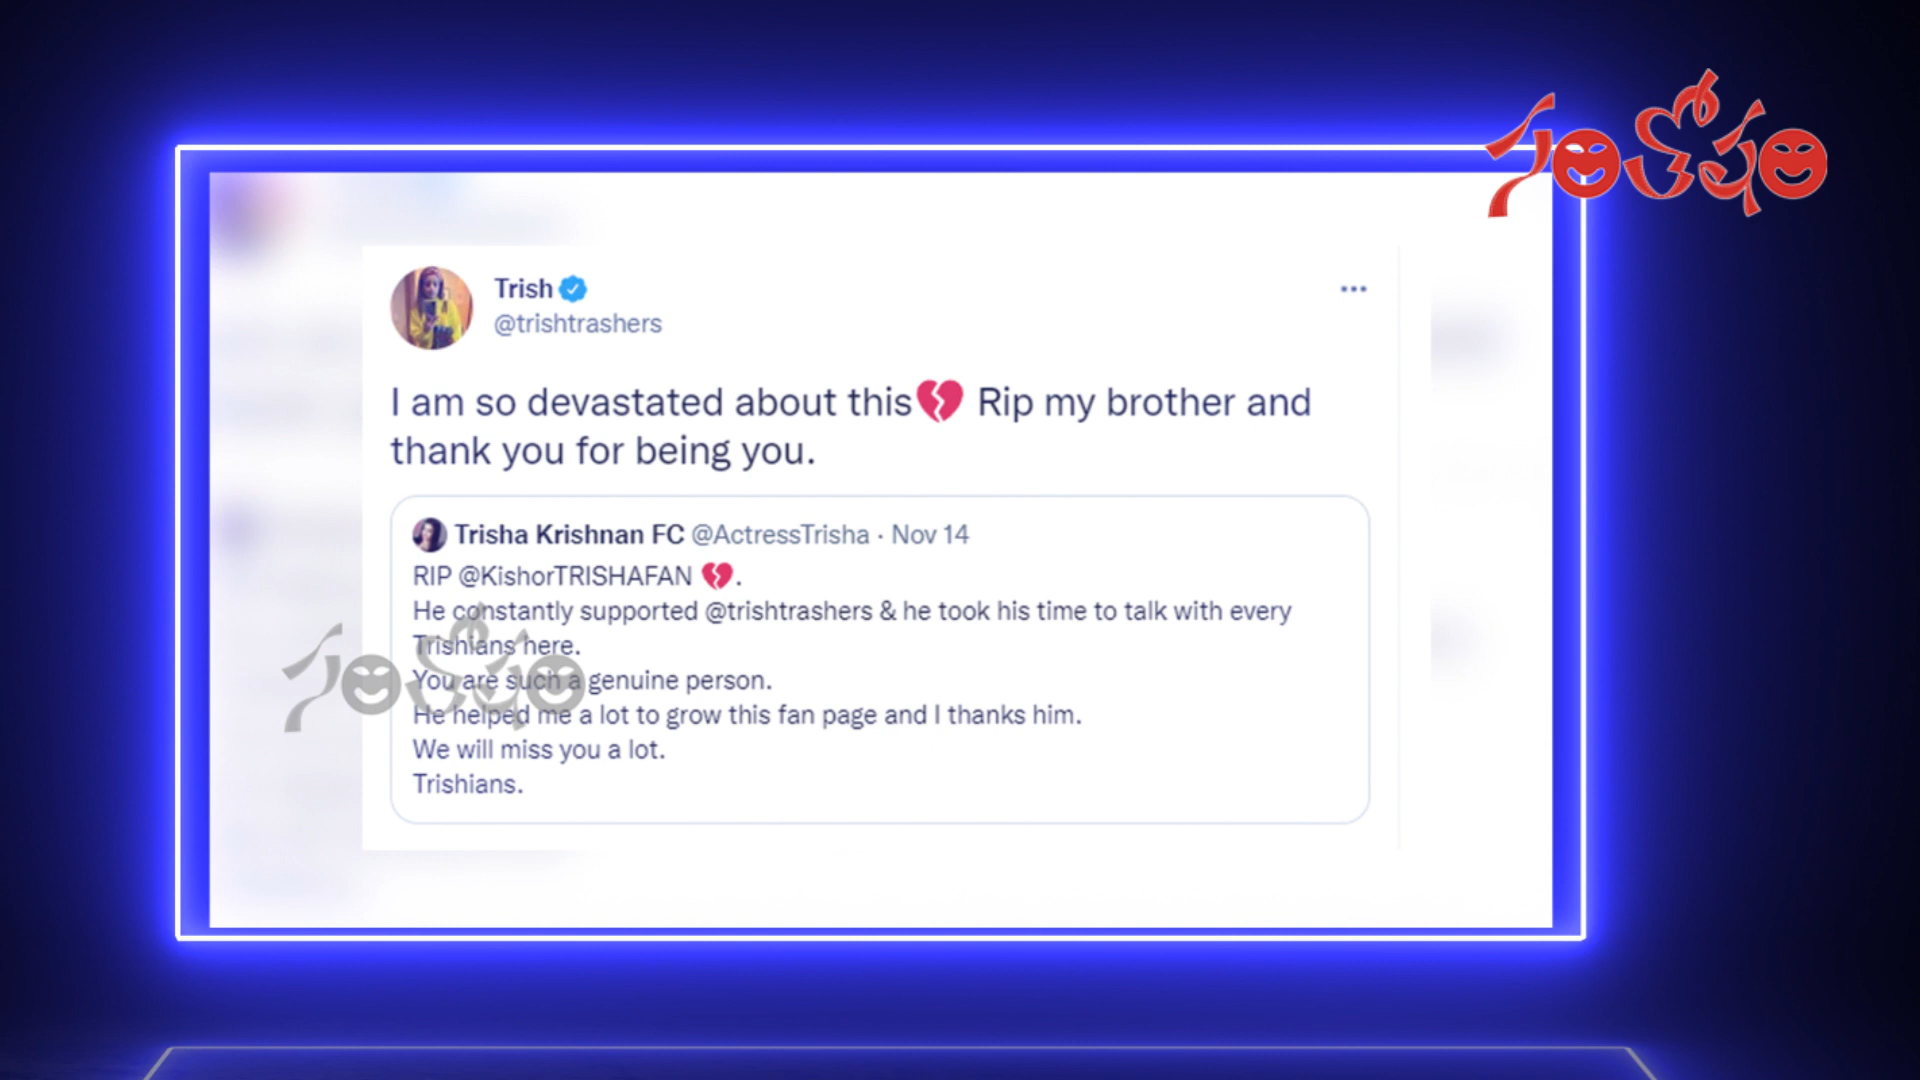 సంతోషం
Trish
@trishtrashers
I am so devastated about this💔 Rip my brother and
thank you for being you.
Trisha Krishnan FC @ActressTrisha · Nov 14
RIP @KishorTRISHAFAN 💔.
He constantly supported @trishtrashers & he took his time to talk with every
Trishians here.
You are such a genuine person.
He helped me a lot to grow this fan page and I thanks him.
We will miss you a lot.
Trishians.
సంతోషం